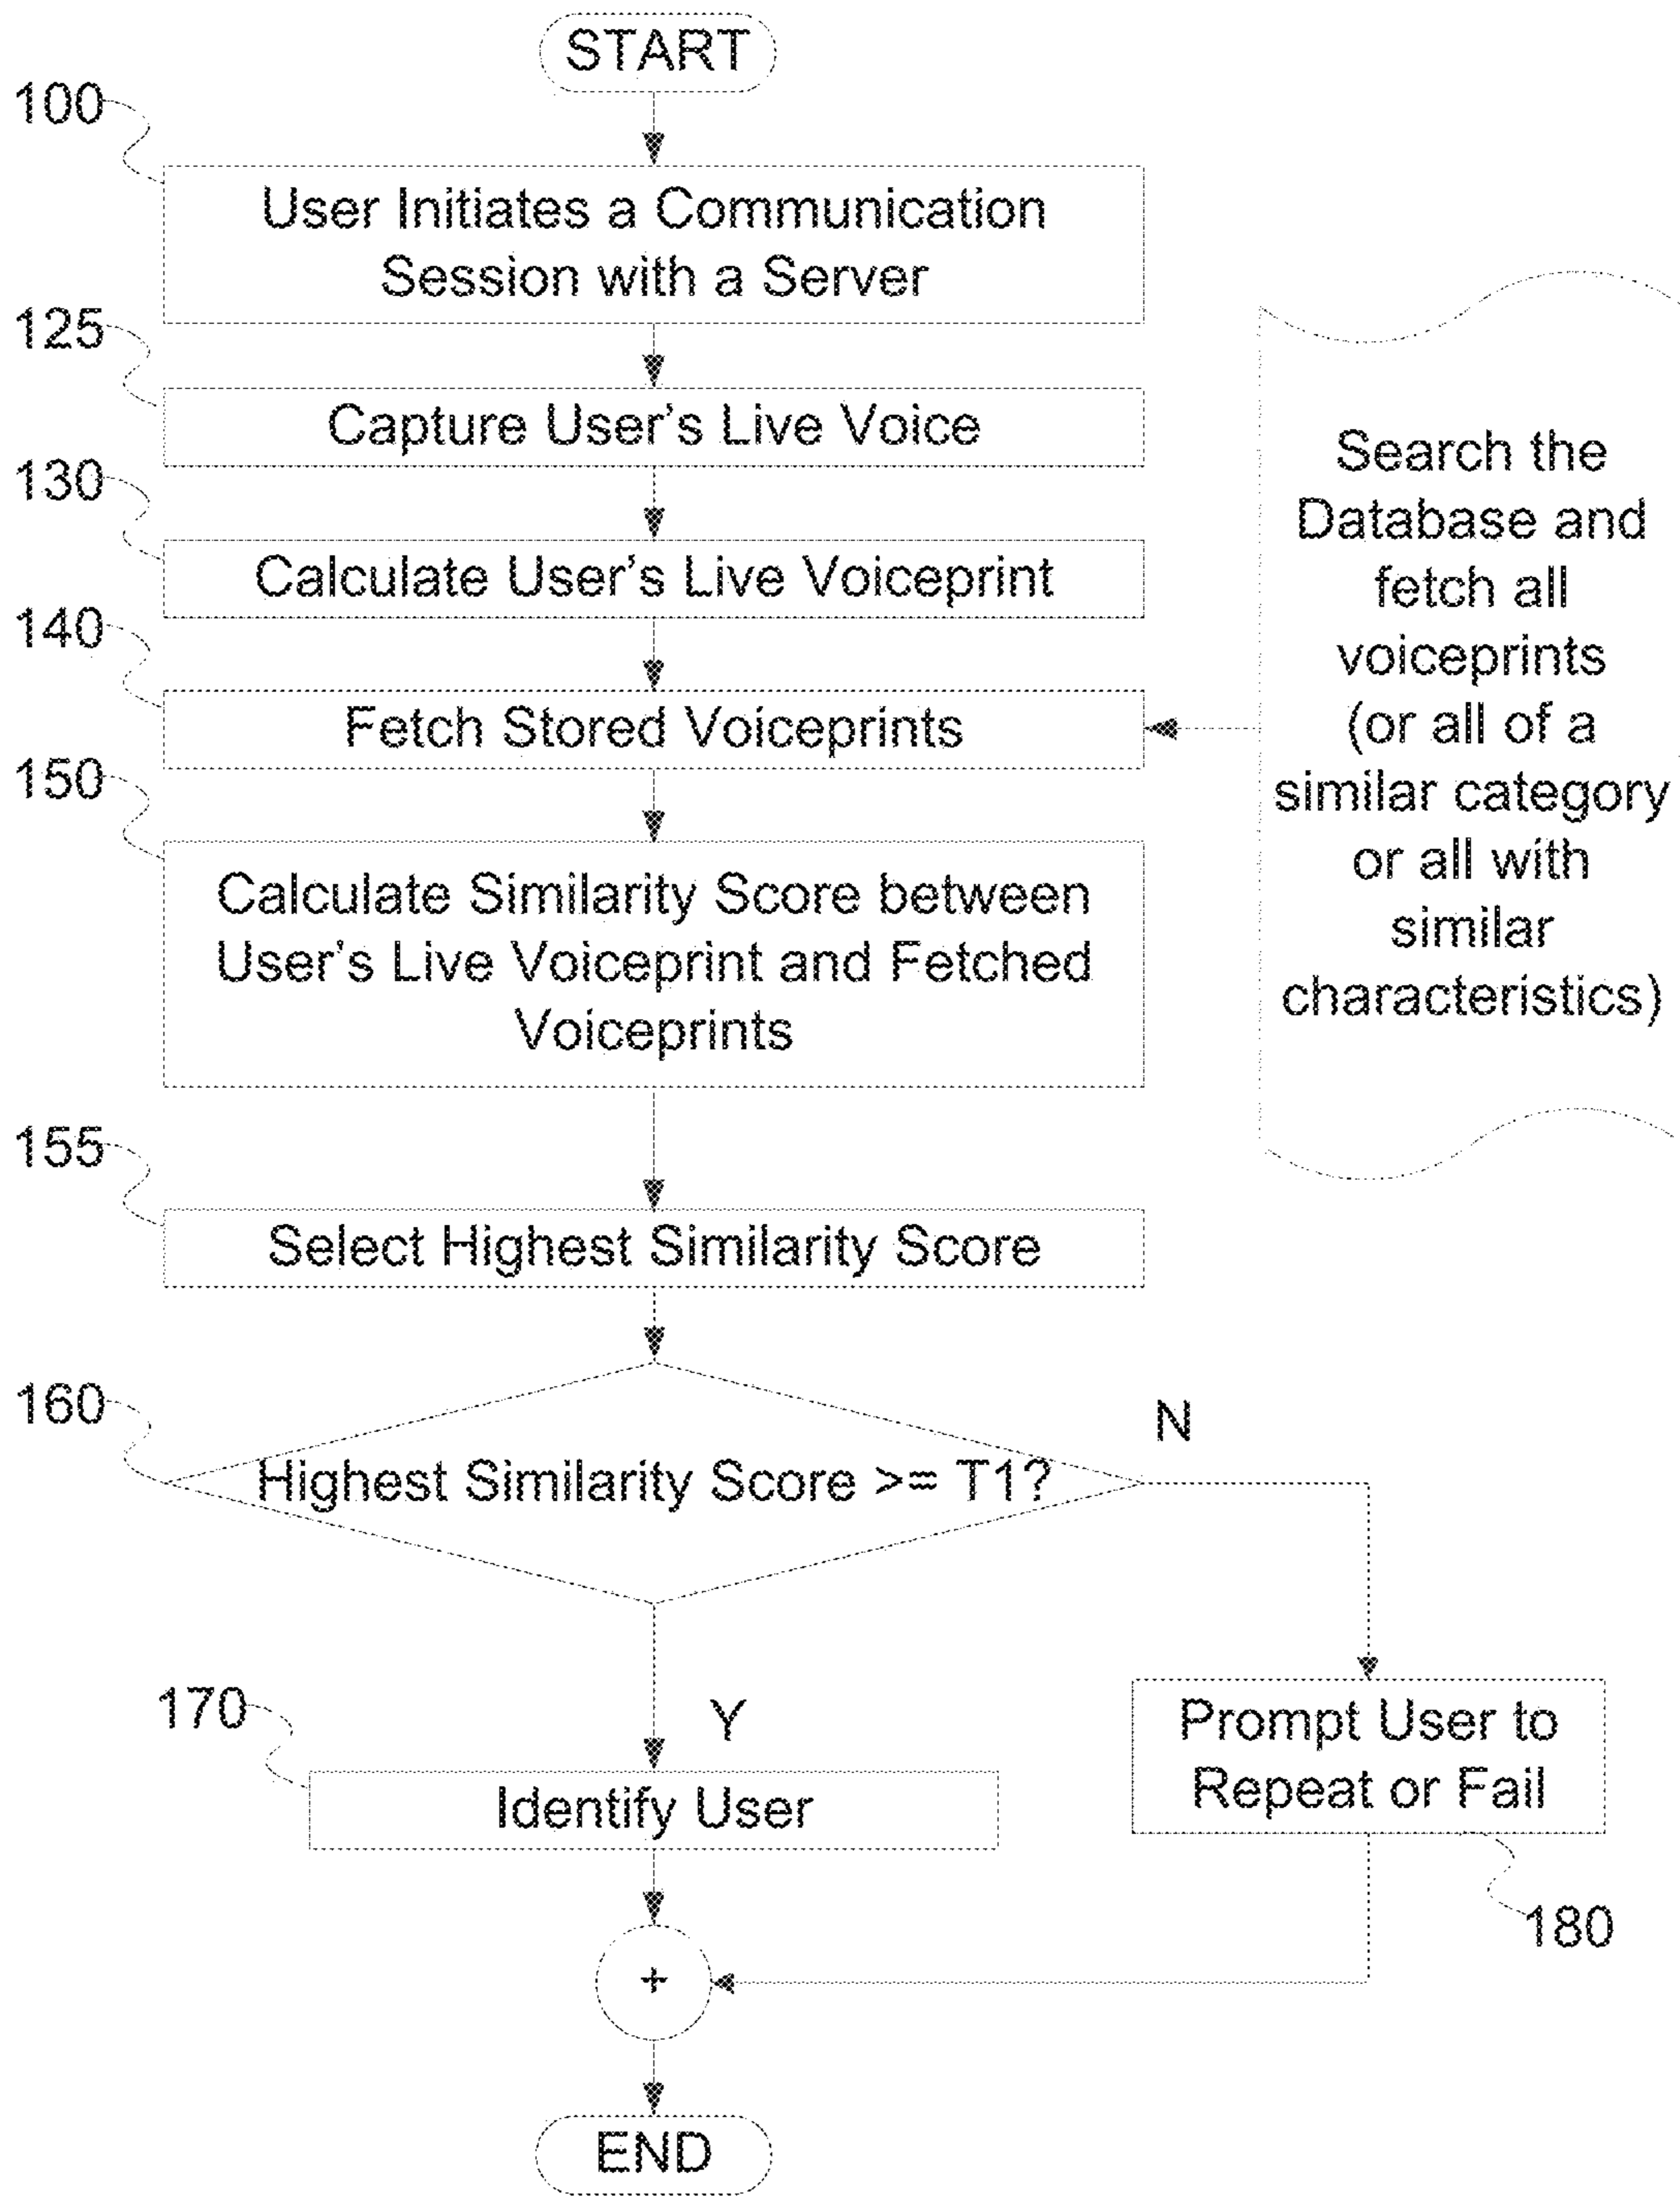 START
100
User Initiates a Communication
Session with a Server
125
Capture User's Live Voice
130
Calculate User's Live Voiceprint
140
Fetch Stored Voiceprints
Search the
Database and
fetch all
voiceprints
(or all of a
similar category
or all with
similar
characteristics)
150
Calculate Similarity Score between
User's Live Voiceprint and Fetched
Voiceprints
155
Select Highest Similarity Score
160
Highest Similarity Score >= T1?
N
Y
170
Identify User
Prompt User to
Repeat or Fail
180
+
END